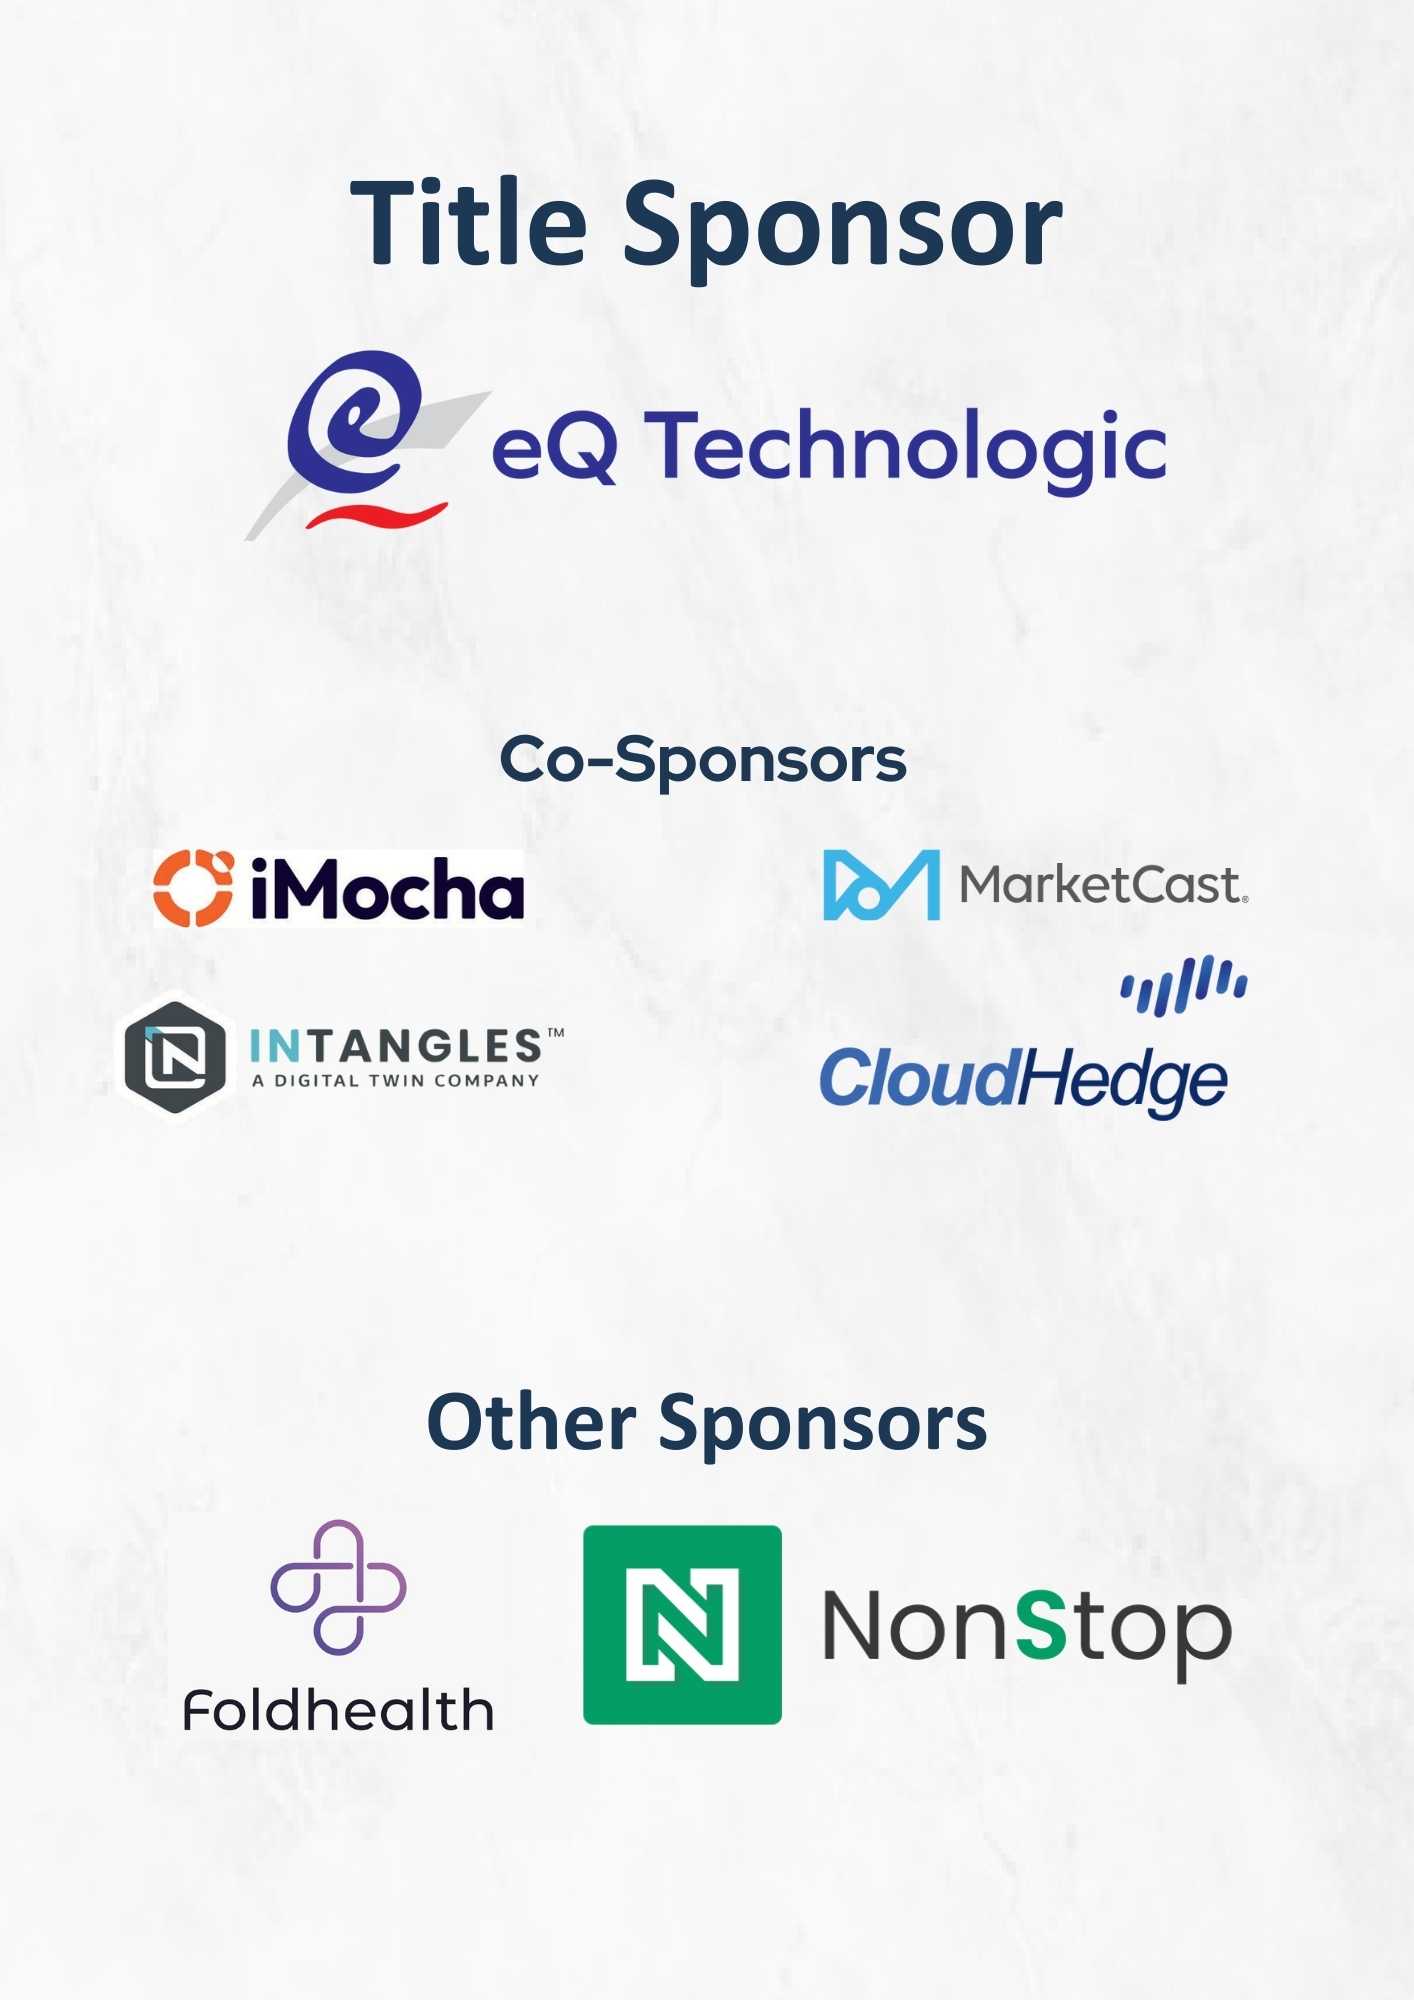 Title Sponsor
eQ Technologic
Co-Sponsors
iMocha
MarketCast®
INTANGLES™
A DIGITAL TWIN COMPANY
CloudHedge
Other Sponsors
Foldhealth
N NonStop